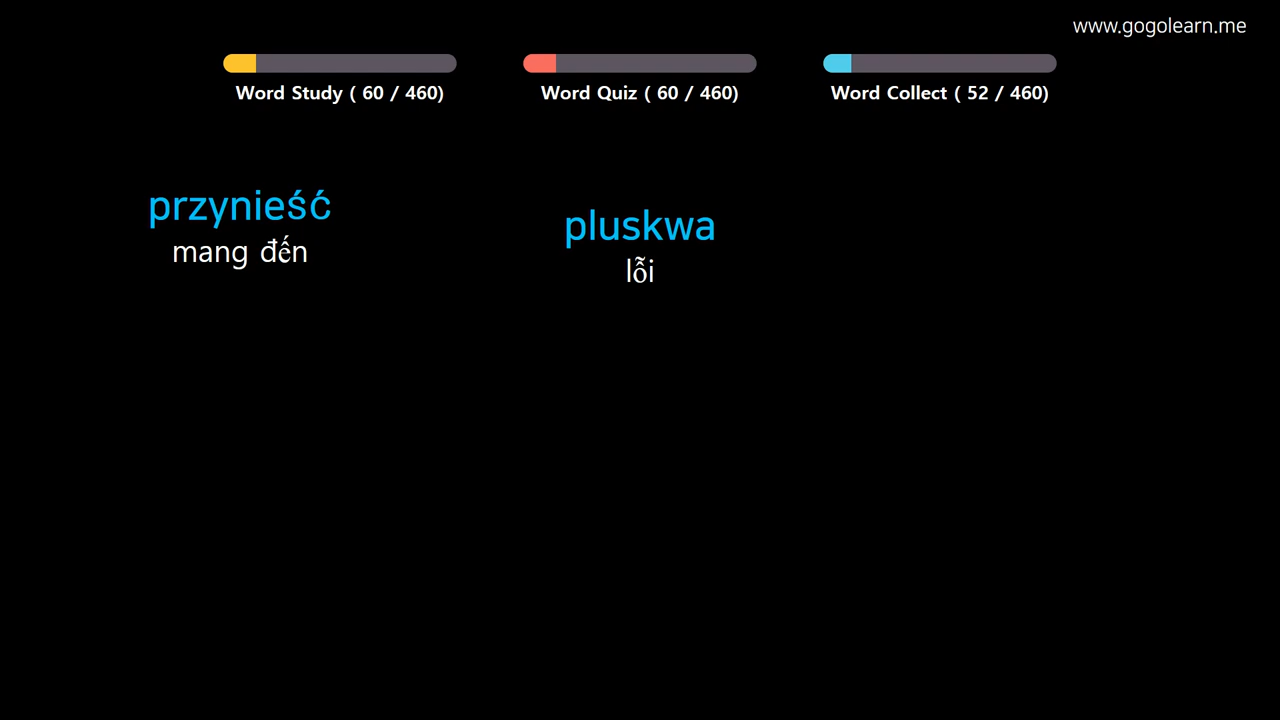 www.gogolearn.me
Word Study ( 60 / 460)
Word Quiz ( 60 / 460)
Word Collect ( 52 / 460)
przynieść
mang đến
pluskwa
lỗi